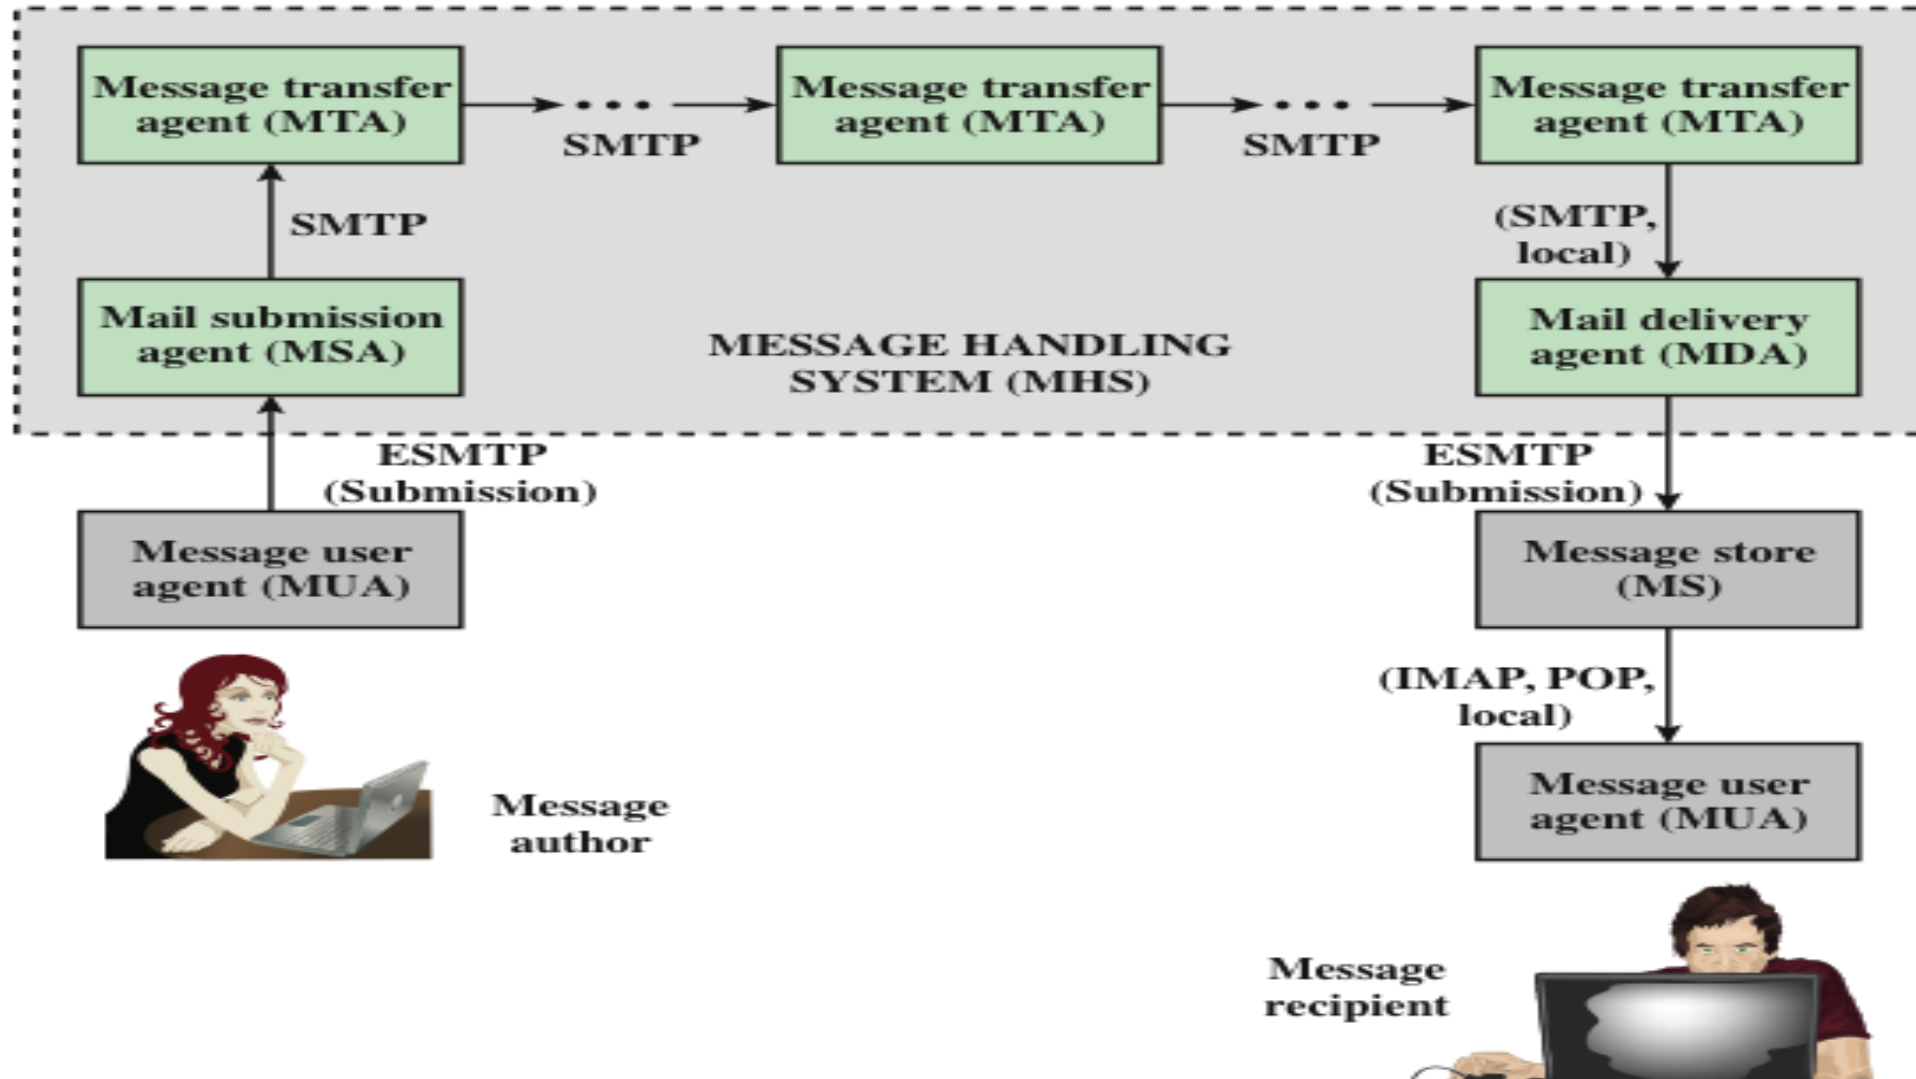 Message transfer
agent (MTA)
SMTP
Message transfer
agent (MTA)
SMTP
Message transfer
agent (MTA)
SMTP
(SMTP,
local)
Mail submission
agent (MSA)
MESSAGE HANDLING
SYSTEM (MHS)
Mail delivery
agent (MDA)
ESMTP
(Submission)
ESMTP
(Submission)
Message user
agent (MUA)
Message store
(MS)
(IMAP, POP,
local)
Message user
agent (MUA)
Message
author
Message
recipient